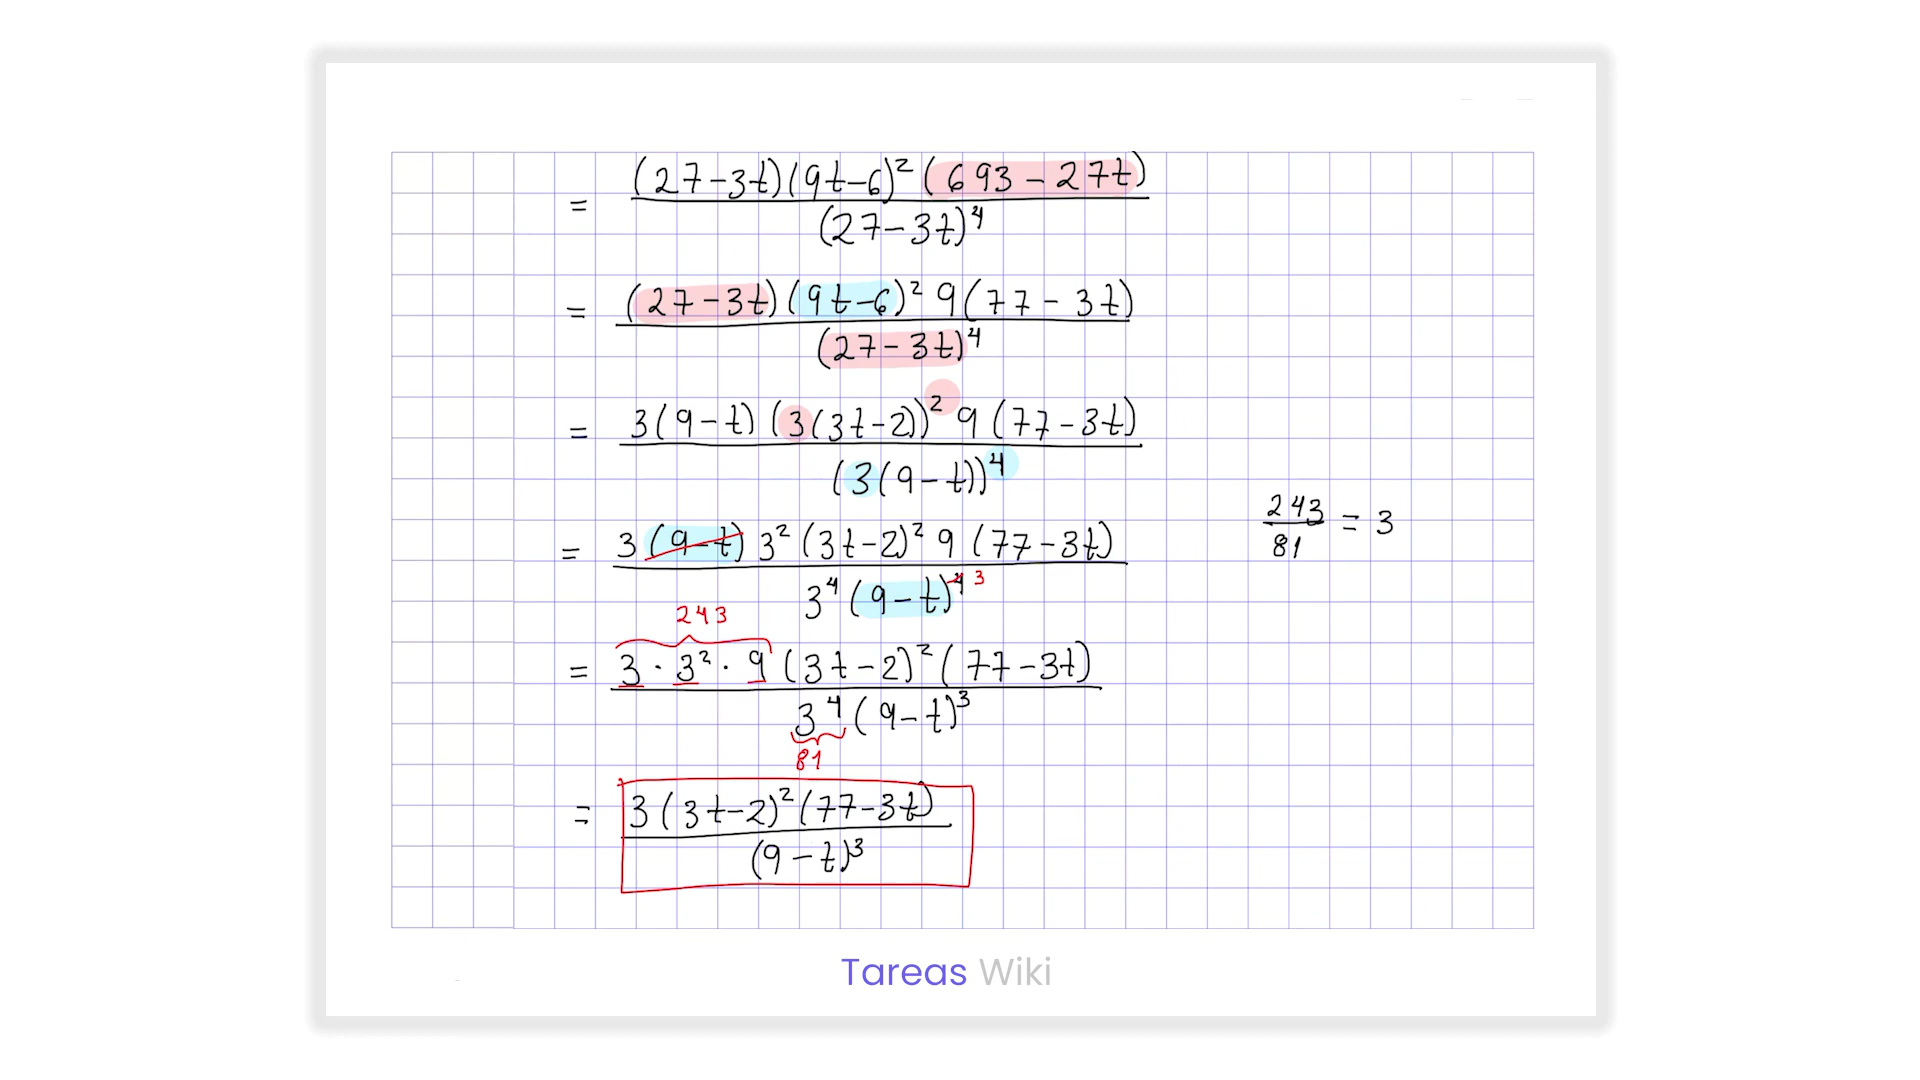 (27-3t)(9t-6)² (693-27t)
=
(27-3t)⁴
(27-3t)(9t-6)² 9(77-3t)
=
(27-3t)⁴
3(9-t)(3(3t-2))² 9(77-3t)
=
(3(9-t))⁴
243
= 3
81
3(9-t) 3²(3t-2)² 9(77-3t)
=
3⁴(9-t)⁴ 3
243
3 · 3² · 9(3t-2)²(77-3t)
=
3⁴(9-t)³
81
3(3t-2)²(77-3t)
=
(9-t)³
Tareas Wiki